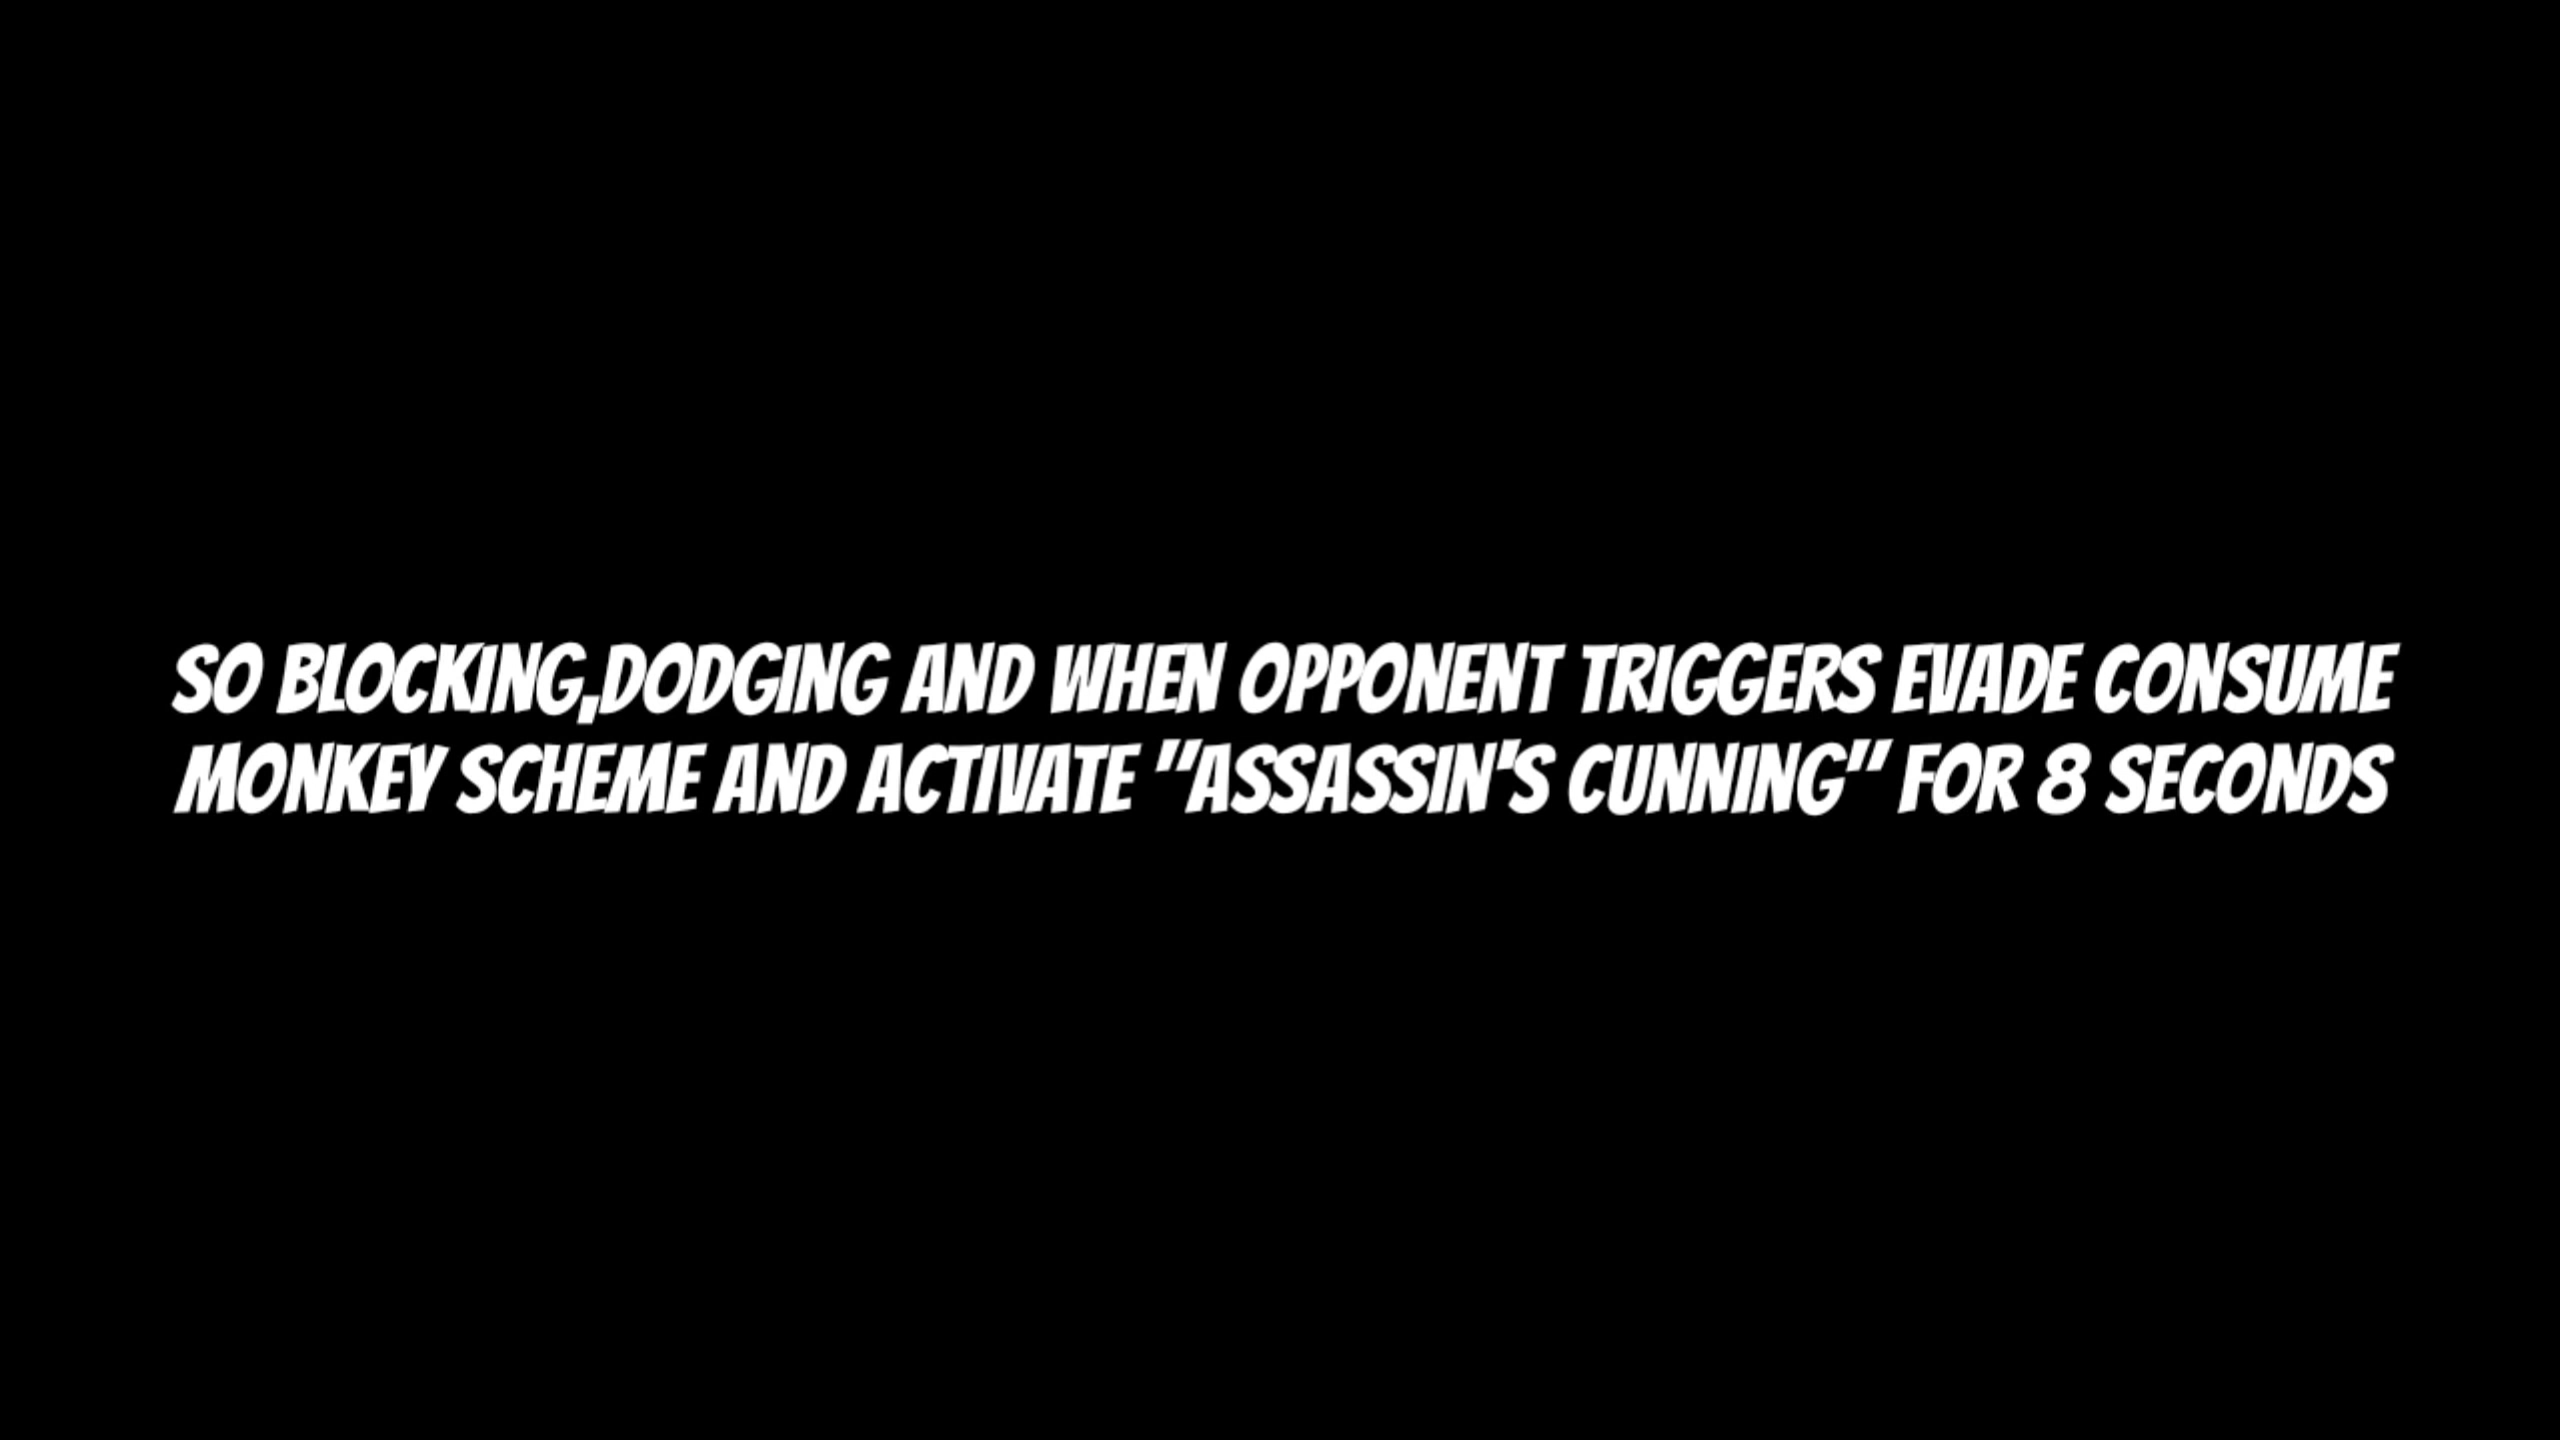 SO BLOCKING,DODGING AND WHEN OPPONENT TRIGGERS EVADE CONSUME
MONKEY SCHEME AND ACTIVATE "ASSASSIN'S CUNNING" FOR 8 SECONDS